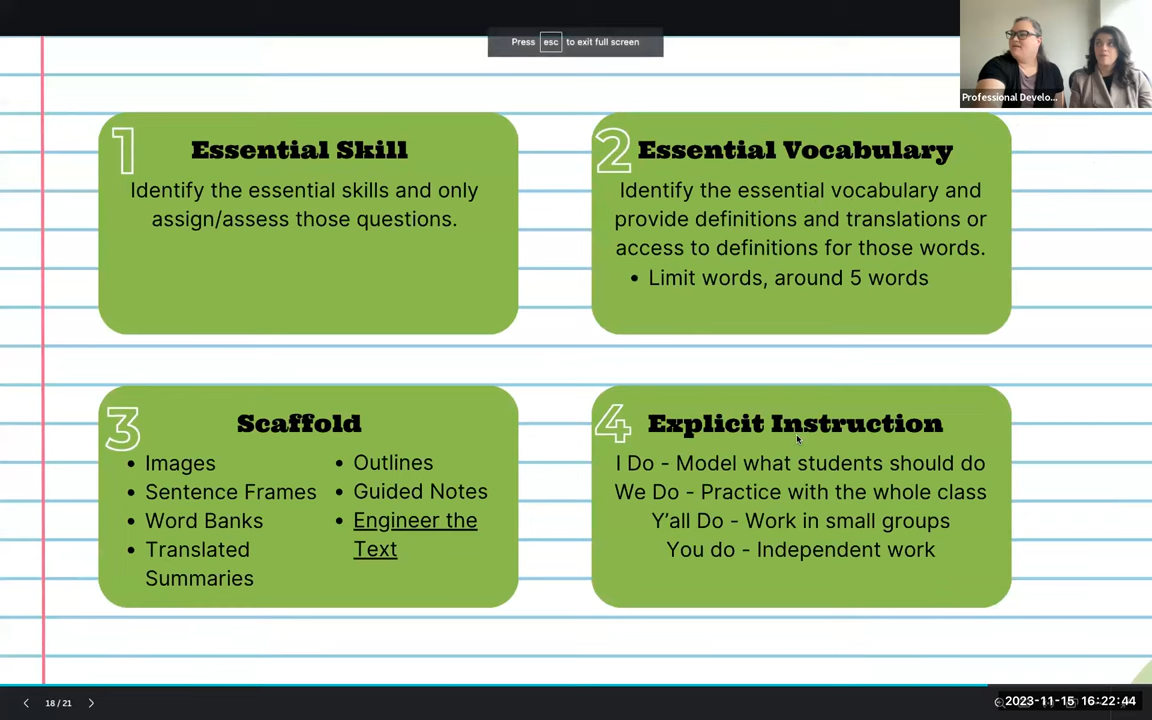 Press esc to exit full screen
Professional Develo...
1
Essential Skill
Identify the essential skills and only
assign/assess those questions.
2
Essential Vocabulary
Identify the essential vocabulary and
provide definitions and translations or
access to definitions for those words.
• Limit words, around 5 words
3
Scaffold
• Images
• Sentence Frames
• Word Banks
• Translated
Summaries
• Outlines
• Guided Notes
• Engineer the
Text
4
Explicit Instruction
I Do - Model what students should do
We Do - Practice with the whole class
Y’all Do - Work in small groups
You do - Independent work
18 / 21
2023-11-15 16:22:44